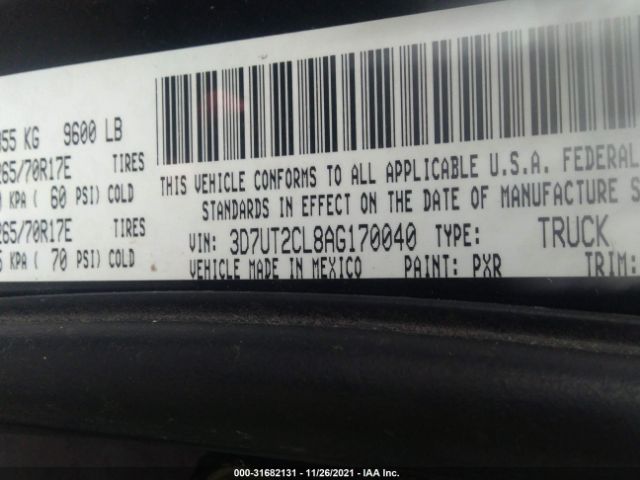 055 KG 9600 LB
265/70R17E TIRES
KPA ( 60 PSI) COLD
265/70R17E TIRES
5 KPA ( 70 PSI) COLD
THIS VEHICLE CONFORMS TO ALL APPLICABLE U.S.A. FEDERAL
STANDARDS IN EFFECT ON THE DATE OF MANUFACTURE S
VIN: 3D7UT2CL8AG170040 TYPE: TRUCK
VEHICLE MADE IN MEXICO PAINT: PXR TRIM:
000-31682131 - 11/26/2021 - IAA Inc.